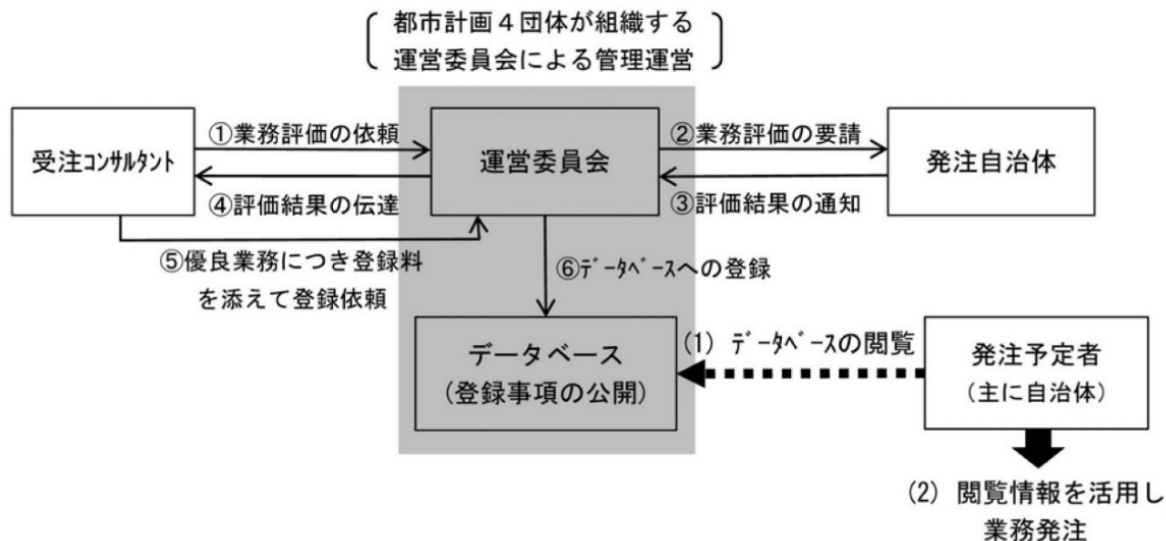 都市計画４団体が組織する
運営委員会による管理運営
受注ｺﾝｻﾙﾀﾝﾄ
①業務評価の依頼
④評価結果の伝達
運営委員会
②業務評価の要請
③評価結果の通知
発注自治体
⑤優良業務につき登録料
を添えて登録依頼
⑥ﾃﾞｰﾀﾍﾞｰｽへの登録
データベース
(登録事項の公開)
(1) ﾃﾞｰﾀﾍﾞｰｽの閲覧
発注予定者
(主に自治体)
(2) 閲覧情報を活用し
業務発注